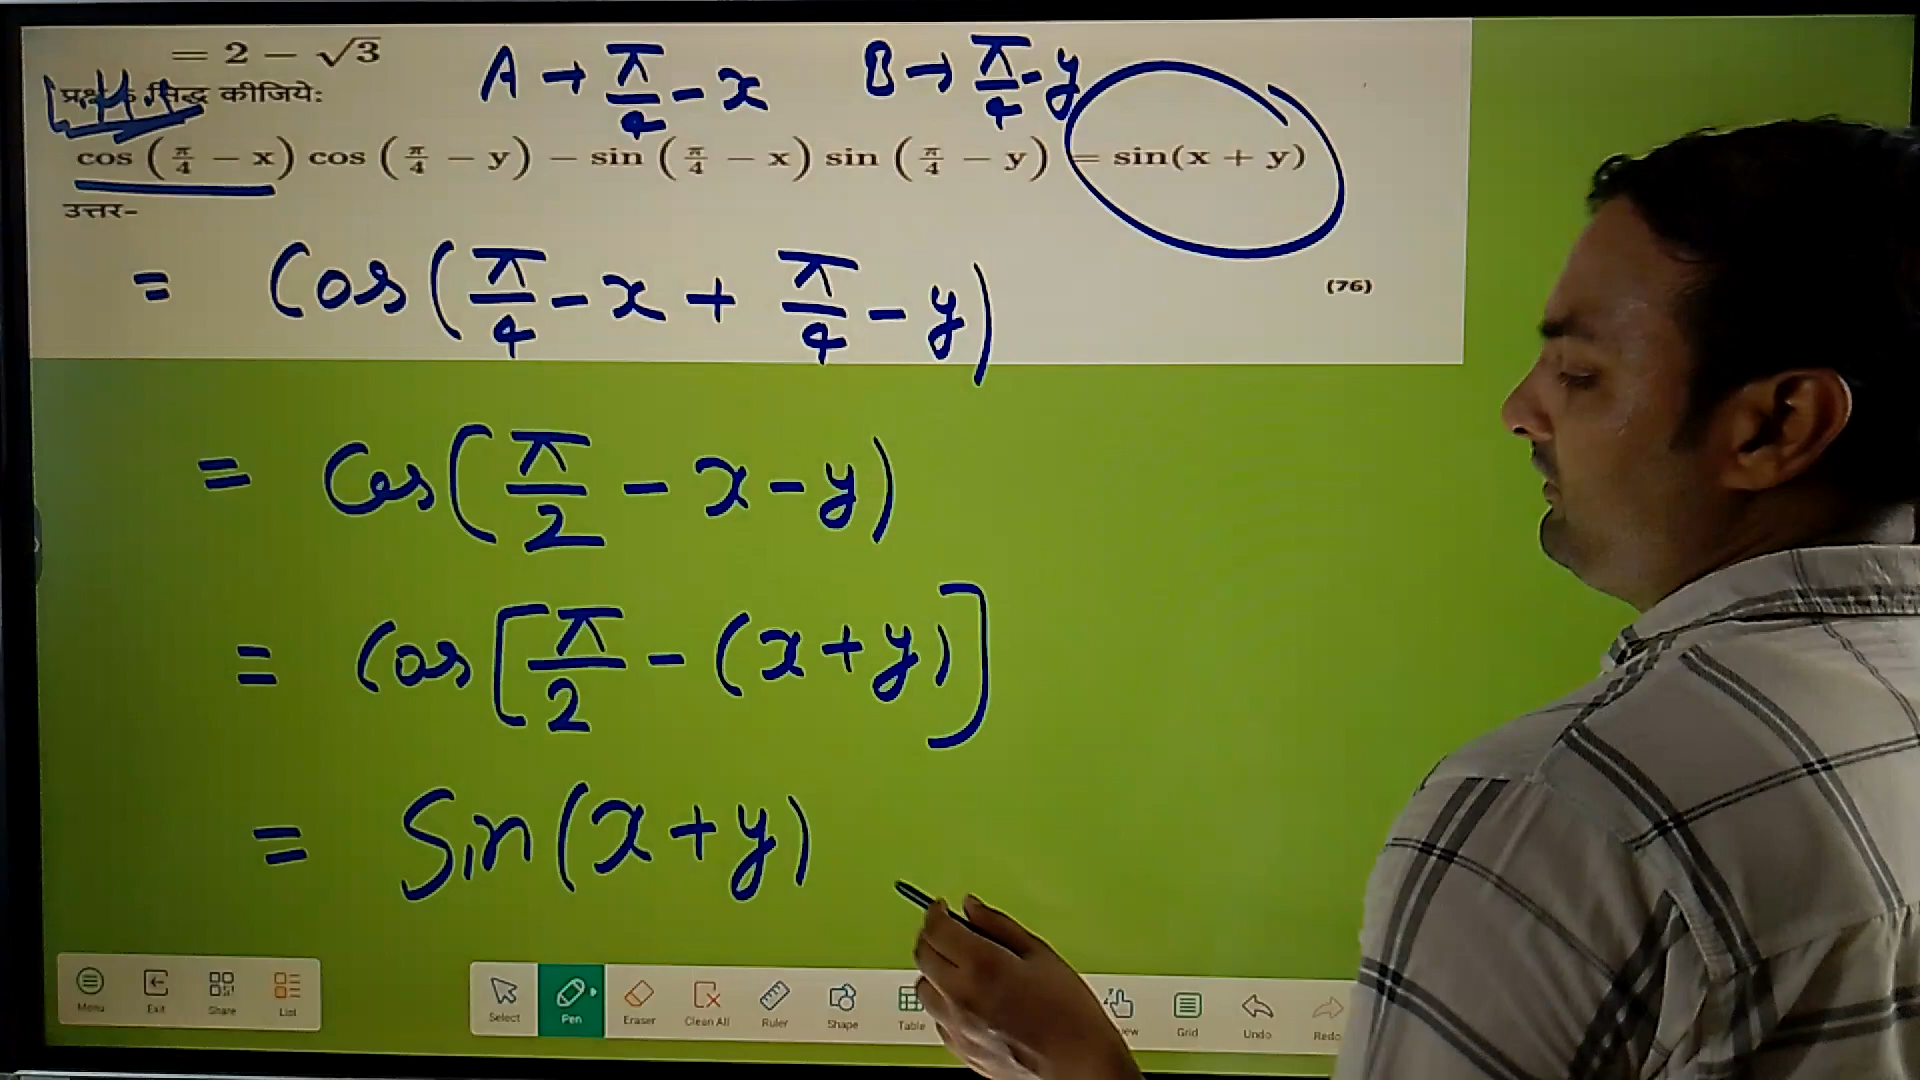 = 2 − √3
सिद्ध कीजिये:
A → π/4 - x B → π/4 - y
cos (π/4 − x) cos (π/4 − y) − sin (π/4 − x) sin (π/4 − y) = sin(x + y)
उत्तर-
= Cos(π/4 - x + π/4 - y)
(76)
= Cos(π/2 - x - y)
= Cos[π/2 - (x+y)]
= Sin(x+y)
Menu Exit Share List Select Pen Eraser Clean All Ruler Shape Table Grid Undo Redo